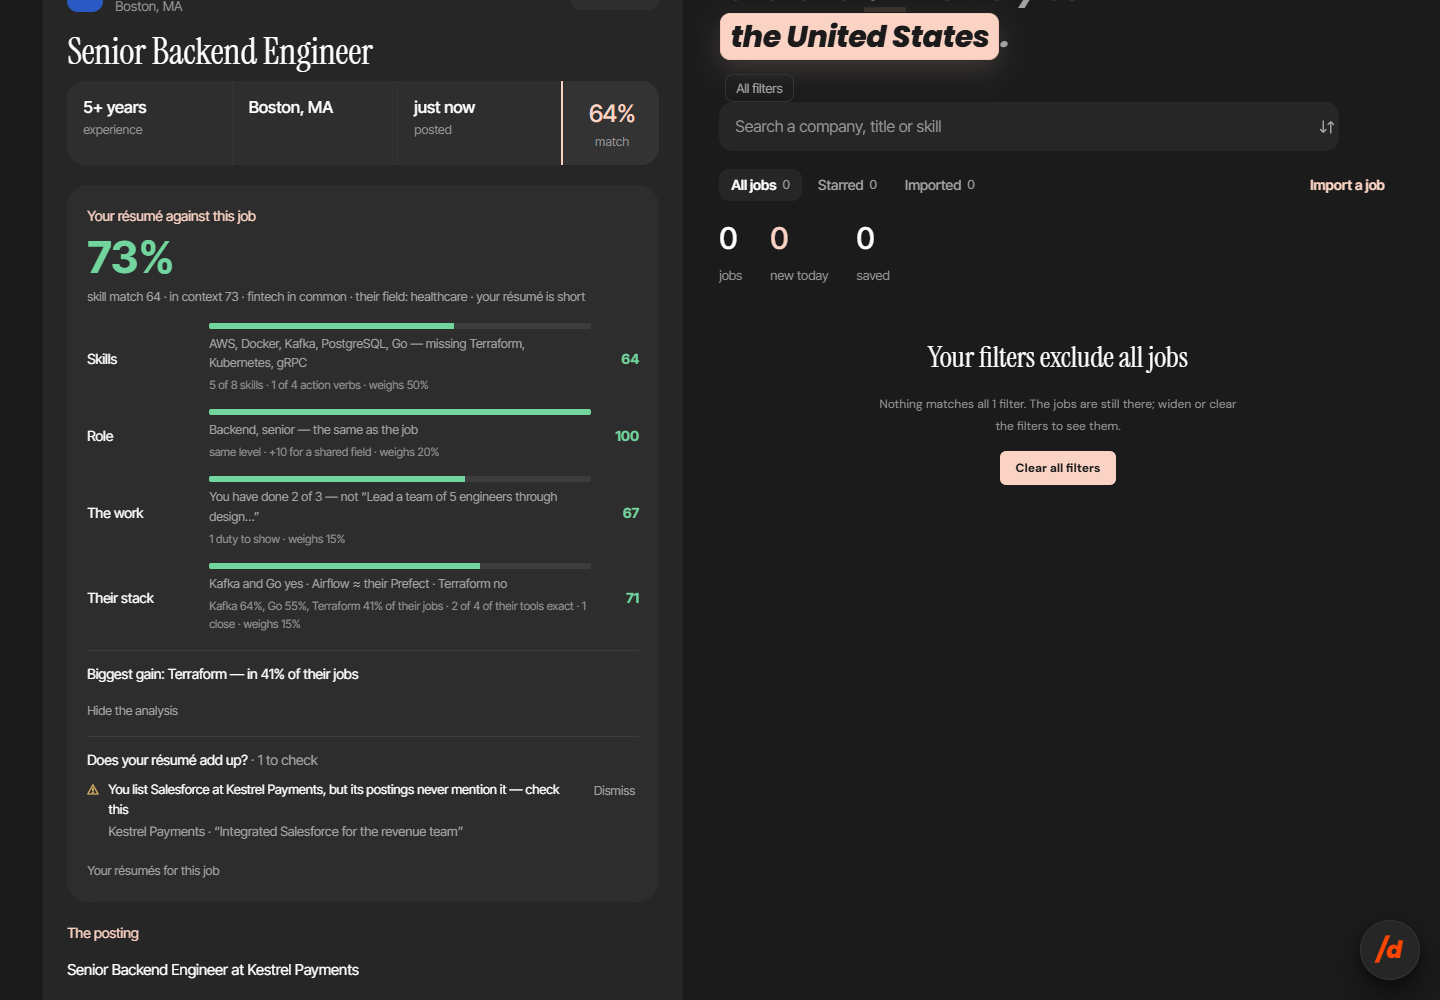 Boston, MA
Senior Backend Engineer
5+ years
experience
Boston, MA
just now
posted
64%
match
Your résumé against this job
73%
skill match 64 · in context 73 · fintech in common · their field: healthcare · your résumé is short
Skills
AWS, Docker, Kafka, PostgreSQL, Go — missing Terraform,
Kubernetes, gRPC
5 of 8 skills · 1 of 4 action verbs · weighs 50%
64
Role
Backend, senior — the same as the job
same level · +10 for a shared field · weighs 20%
100
The work
You have done 2 of 3 — not “Lead a team of 5 engineers through
design…”
1 duty to show · weighs 15%
67
Their stack
Kafka and Go yes · Airflow ≈ their Prefect · Terraform no
Kafka 64%, Go 55%, Terraform 41% of their jobs · 2 of 4 of their tools exact · 1
close · weighs 15%
71
Biggest gain: Terraform — in 41% of their jobs
Hide the analysis
Does your résumé add up? · 1 to check
You list Salesforce at Kestrel Payments, but its postings never mention it — check
this
Dismiss
Kestrel Payments · “Integrated Salesforce for the revenue team”
Your résumés for this job
The posting
Senior Backend Engineer at Kestrel Payments
the United States.
All filters
Search a company, title or skill
All jobs 0
Starred 0
Imported 0
Import a job
0
jobs
0
new today
0
saved
Your filters exclude all jobs
Nothing matches all 1 filter. The jobs are still there; widen or clear
the filters to see them.
Clear all filters
/d